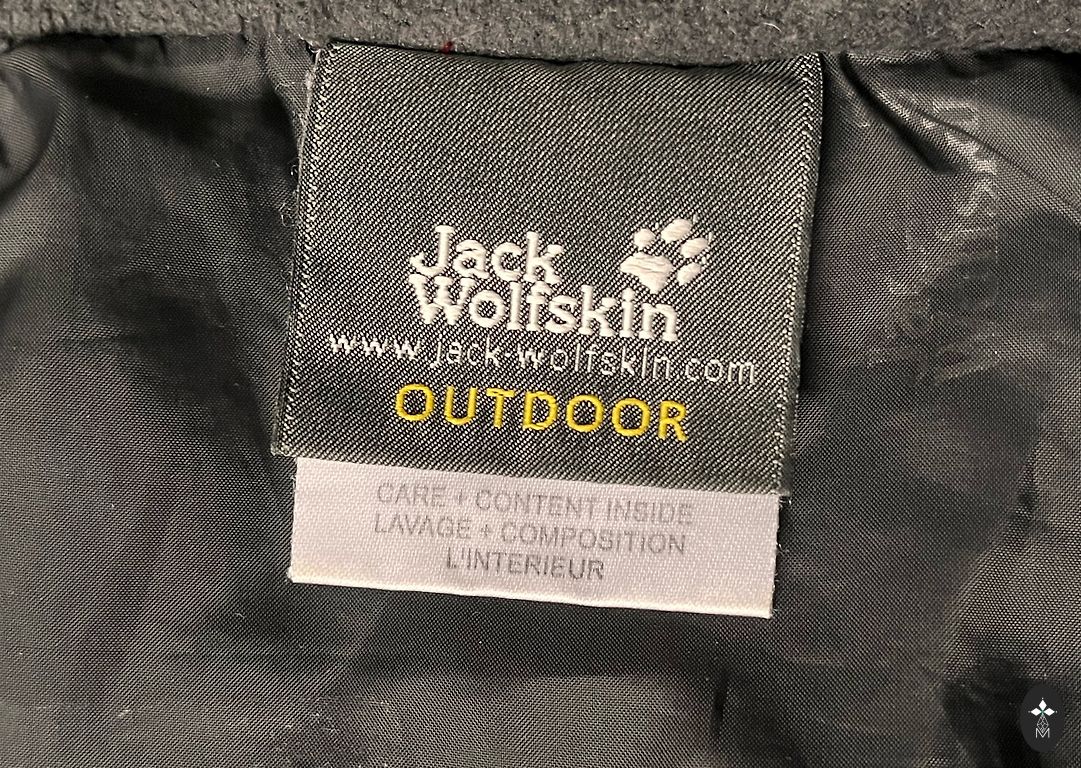 Jack
Wolfskin
www.jack-wolfskin.com
OUTDOOR
CARE + CONTENT INSIDE
LAVAGE + COMPOSITION
L'INTERIEUR
M